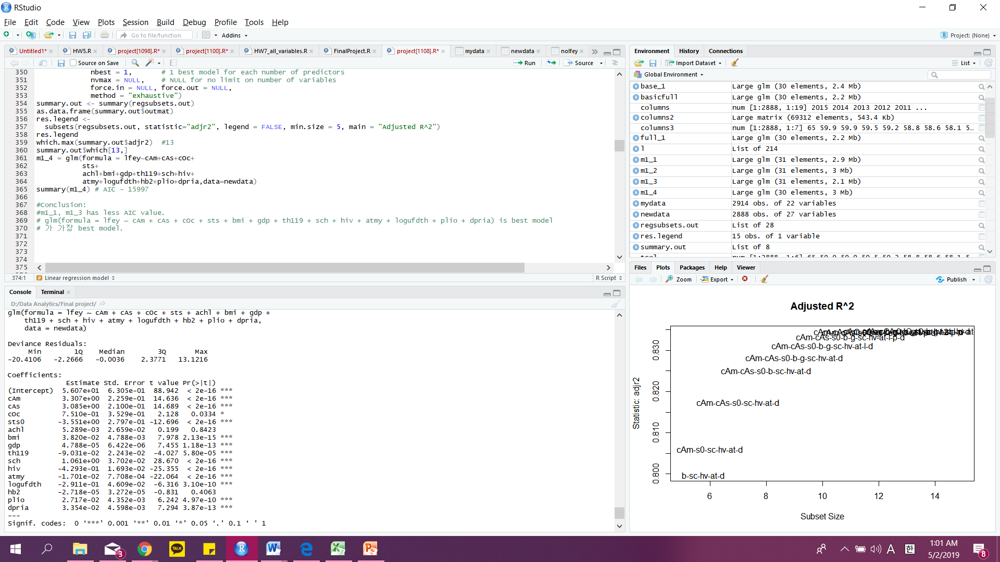 RStudio
File Edit Code View Plots Session Build Debug Profile Tools Help
Go to file/function Addins Project: (None)
Untitled1* HW5.R project[1098].R* project[1100].R* HW7_all_variables.R FinalProject.R project[1108].R* mydata newdata nolfey
Source on Save Run Source
350 nbest = 1, # 1 best model for each number of predictors
351 nvmax = NULL, # NULL for no limit on number of variables
352 force.in = NULL, force.out = NULL,
353 method = "exhaustive")
354 summary.out <- summary(regsubsets.out)
355 as.data.frame(summary.out$outmat)
356 res.legend <-
357 subsets(regsubsets.out, statistic="adjr2", legend = FALSE, min.size = 5, main = "Adjusted R^2")
358 res.legend
359 which.max(summary.out$adjr2) #13
360 summary.out$which[13,]
361 m1_4 = glm(formula = lfey~cAm+cAs+cOc+
362 sts+
363 achl+bmi+gdp+th119+sch+hiv+
364 atmy+logufdth+hb2+plio+dpria,data=newdata)
365 summary(m1_4) # AIC - 15997
366
367 #Conclusion:
368 #m1_1, m1_3 has less AIC value.
369 # glm(formula = lfey ~ cAm + cAs + cOc + sts + bmi + gdp + th119 + sch + hiv + atmy + logufdth + plio + dpria) is best model
370 # 가 가장 best model.
371
372
373
374
375
374:1 Linear regression model R Script
Console Terminal
D:/Data Analytics/Final project/
glm(formula = lfey ~ cAm + cAs + cOc + sts + achl + bmi + gdp +
th119 + sch + hiv + atmy + logufdth + hb2 + plio + dpria,
data = newdata)
Deviance Residuals:
Min 1Q Median 3Q Max
-20.4106 -2.2666 -0.0036 2.3771 13.1216
Coefficients:
Estimate Std. Error t value Pr(>|t|)
(Intercept) 5.607e+01 6.305e-01 88.942 < 2e-16 ***
cAm 3.307e+00 2.259e-01 14.636 < 2e-16 ***
cAs 3.085e+00 2.100e-01 14.689 < 2e-16 ***
cOc 7.510e-01 3.529e-01 2.128 0.0334 *
sts0 -3.551e+00 2.797e-01 -12.696 < 2e-16 ***
achl 5.289e-03 2.659e-02 0.199 0.8423
bmi 3.820e-02 4.788e-03 7.978 2.13e-15 ***
gdp 4.788e-05 6.422e-06 7.455 1.18e-13 ***
th119 -9.031e-02 2.243e-02 -4.027 5.80e-05 ***
sch 1.061e+00 3.702e-02 28.670 < 2e-16 ***
hiv -4.293e-01 1.693e-02 -25.355 < 2e-16 ***
atmy -1.701e-02 7.708e-04 -22.064 < 2e-16 ***
logufdth -2.911e-01 4.609e-02 -6.316 3.10e-10 ***
hb2 -2.718e-05 3.272e-05 -0.831 0.4063
plio 2.717e-02 4.352e-03 6.242 4.97e-10 ***
dpria 3.354e-02 4.598e-03 7.294 3.87e-13 ***
---
Signif. codes: 0 ‘***’ 0.001 ‘**’ 0.01 ‘*’ 0.05 ‘.’ 0.1 ‘ ’ 1
Environment History Connections
Import Dataset List
Global Environment
base_1 Large glm (30 elements, 2.4 Mb)
basicfull Large glm (30 elements, 2.2 Mb)
columns num [1:2888, 1:19] 2015 2014 2013 2012 2011 ...
columns2 Large matrix (69312 elements, 543.4 Kb)
columns3 num [1:2888, 1:7] 65 59.9 59.9 59.5 59.2 58.8 58.6 58.1 5…
full_1 Large glm (30 elements, 2.2 Mb)
l List of 214
m1_1 Large glm (31 elements, 2.9 Mb)
m1_2 Large glm (31 elements, 3 Mb)
m1_3 Large glm (31 elements, 2.1 Mb)
m1_4 Large glm (30 elements, 3 Mb)
mydata 2914 obs. of 22 variables
newdata 2888 obs. of 27 variables
regsubsets.out List of 28
res.legend 15 obs. of 1 variable
summary.out List of 8
Files Plots Packages Help Viewer
Zoom Export Publish
Adjusted R^2
cAm-cAs-s0-b-g-sc-hv-at-l-p-d
cAm-cAs-s0-b-g-sc-hv-at-l-d
cAm-cAs-s0-b-g-sc-hv-at-d
cAm-cAs-s0-b-sc-hv-at-d
cAm-cAs-s0-sc-hv-at-d
cAm-s0-sc-hv-at-d
b-sc-hv-at-d
Statistic: adjr2
0.830
0.820
0.810
0.800
6 8 10 12 14
Subset Size
3 TALK A 한 1:01 AM
5/2/2019 8